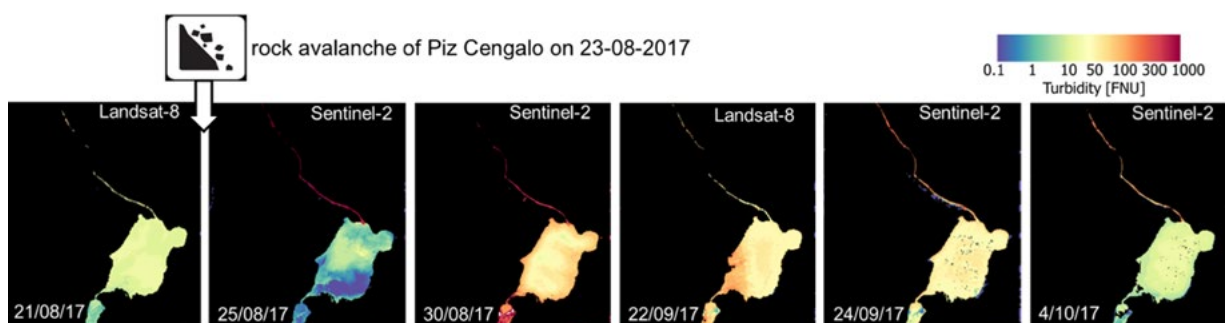 rock avalanche of Piz Cengalo on 23-08-2017
0.1 1 10 50 100 300 1000
Turbidity [FNU]
Landsat-8
Sentinel-2
Sentinel-2
Landsat-8
Sentinel-2
Sentinel-2
21/08/17
25/08/17
30/08/17
22/09/17
24/09/17
4/10/17